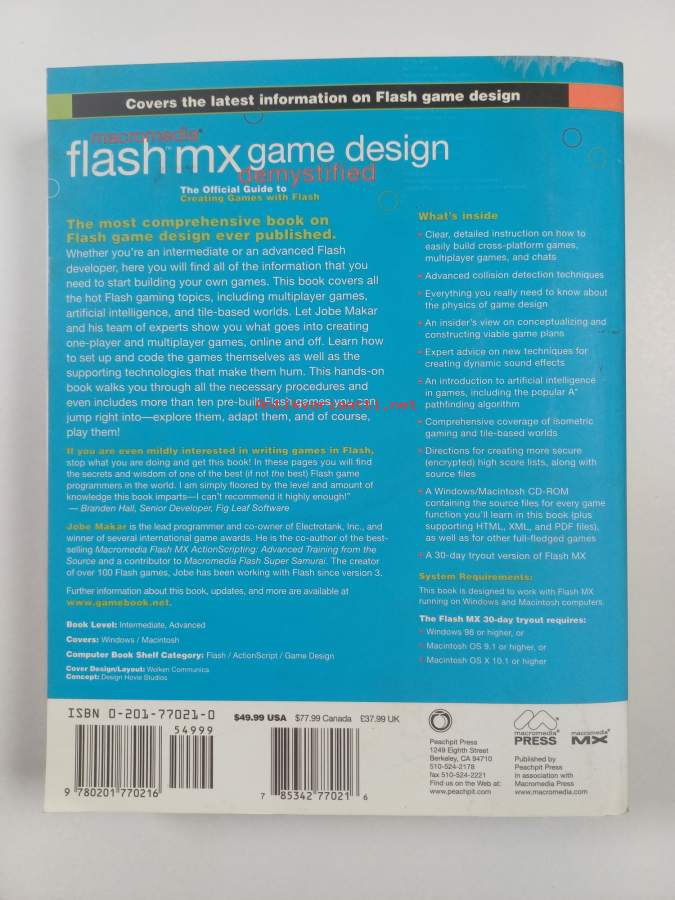 Covers the latest information on Flash game design
macromedia®
flash™mx game design
demystified
The Official Guide to
Creating Games with Flash
The most comprehensive book on
Flash game design ever published.
Whether you're an intermediate or an advanced Flash
developer, here you will find all of the information that you
need to start building your own games. This book covers all
the hot Flash gaming topics, including multiplayer games,
artificial intelligence, and tile-based worlds. Let Jobe Makar
and his team of experts show you what goes into creating
one-player and multiplayer games, online and off. Learn how
to set up and code the games themselves as well as the
supporting technologies that make them hum. This hands-on
book walks you through all the necessary procedures and
even includes more than ten pre-built Flash games you can
jump right into—explore them, adapt them, and of course,
play them!
If you are even mildly interested in writing games in Flash,
stop what you are doing and get this book! In these pages you will find
the secrets and wisdom of one of the best (if not the best) Flash game
programmers in the world. I am simply floored by the level and amount of
knowledge this book imparts—I can't recommend it highly enough!"
— Branden Hall, Senior Developer, Fig Leaf Software
Jobe Makar is the lead programmer and co-owner of Electrotank, Inc., and
winner of several international game awards. He is the co-author of the best-
selling Macromedia Flash MX ActionScripting: Advanced Training from the
Source and a contributor to Macromedia Flash Super Samurai. The creator
of over 100 Flash games, Jobe has been working with Flash since version 3.
Further information about this book, updates, and more are available at
www.gamebook.net.
Book Level: Intermediate, Advanced
Covers: Windows / Macintosh
Computer Book Shelf Category: Flash / ActionScript / Game Design
Cover Design/Layout: Wolken Communica
Concept: Design Hovie Studios
What's inside
• Clear, detailed instruction on how to
easily build cross-platform games,
multiplayer games, and chats
• Advanced collision detection techniques
• Everything you really need to know about
the physics of game design
• An insider's view on conceptualizing and
constructing viable game plans
• Expert advice on new techniques for
creating dynamic sound effects
• An introduction to artificial intelligence
in games, including the popular A*
pathfinding algorithm
• Comprehensive coverage of isometric
gaming and tile-based worlds
• Directions for creating more secure
(encrypted) high score lists, along with
source files
• A Windows/Macintosh CD-ROM
containing the source files for every game
function you'll learn in this book (plus
supporting HTML, XML, and PDF files),
as well as for other full-fledged games
• A 30-day tryout version of Flash MX
System Requirements:
This book is designed to work with Flash MX
running on Windows and Macintosh computers.
The Flash MX 30-day tryout requires:
• Windows 98 or higher, or
• Macintosh OS 9.1 or higher, or
• Macintosh OS X 10.1 or higher
ISBN 0-201-77021-0
54999
9 780201 770216
$49.99 USA $77.99 Canada £37.99 UK
7 85342 77021 6
Peachpit Press
1249 Eighth Street
Berkeley, CA 94710
510-524-2178
fax 510-524-2221
Find us on the Web at:
www.peachpit.com
macromedia®
PRESS
Published by
Peachpit Press
in association with
Macromedia Press
www.macromedia.com
macromedia®
MX